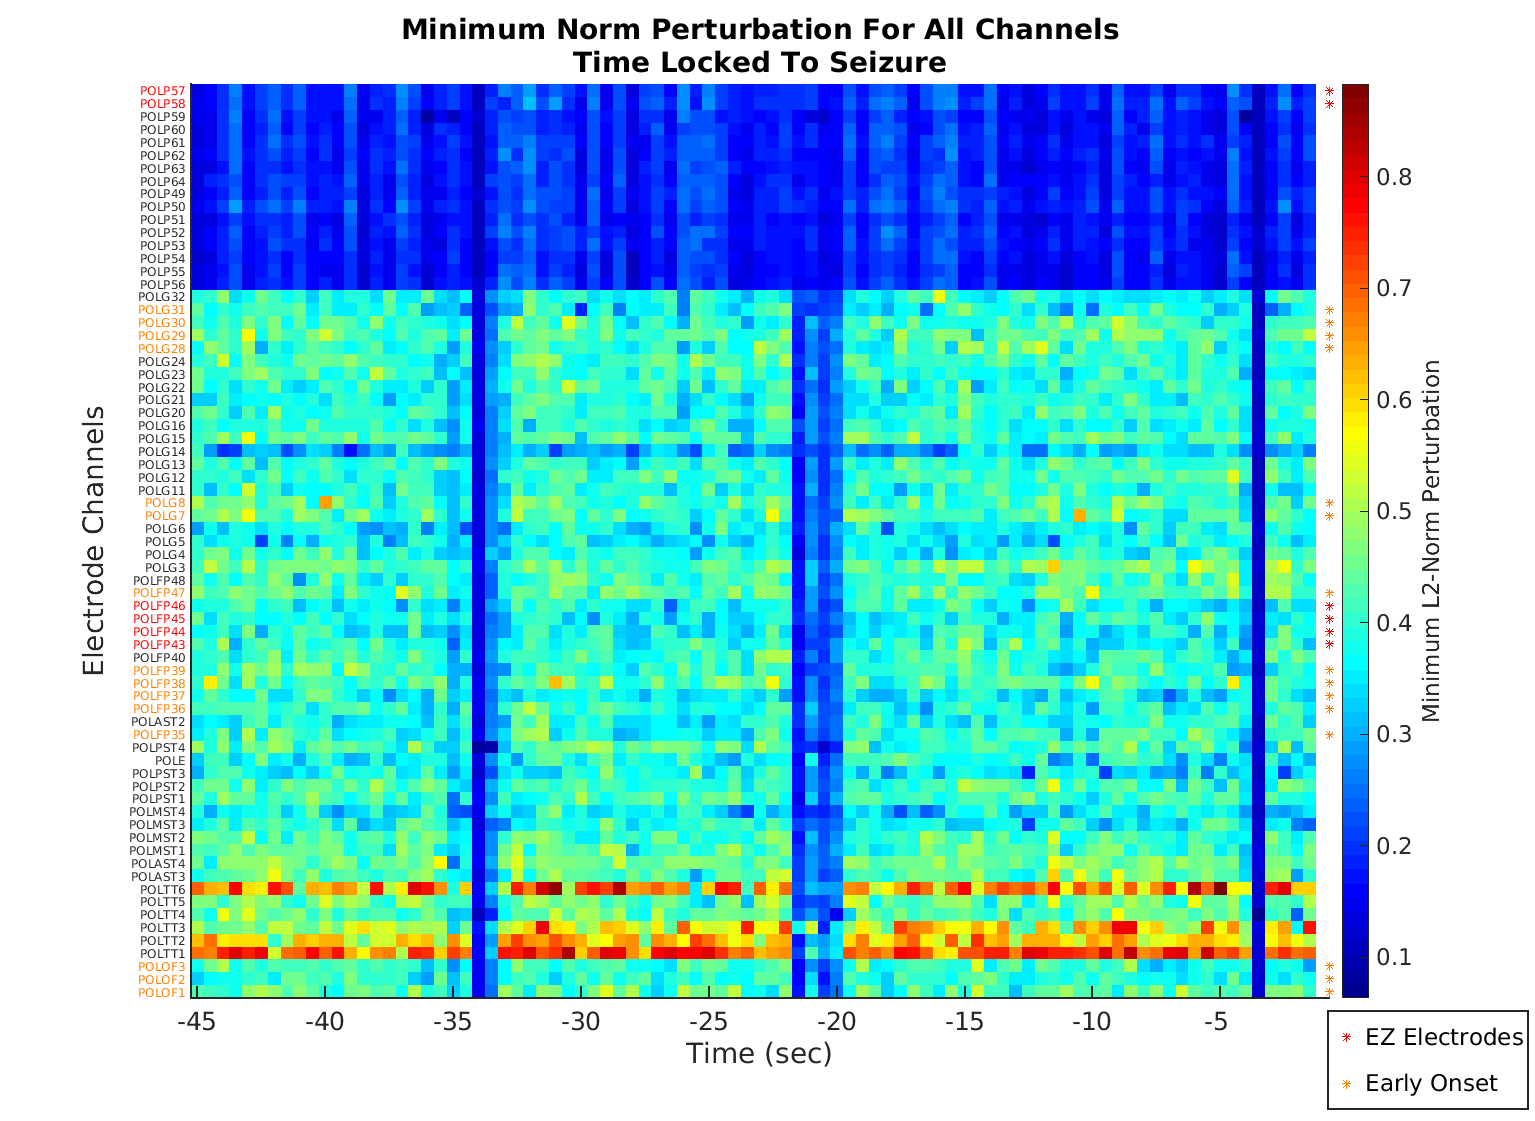 Minimum Norm Perturbation For All Channels
Time Locked To Seizure
Electrode Channels
POLP57
POLP58
POLP59
POLP60
POLP61
POLP62
POLP63
POLP64
POLP49
POLP50
POLP51
POLP52
POLP53
POLP54
POLP55
POLP56
POLG32
POLG31
POLG30
POLG29
POLG28
POLG24
POLG23
POLG22
POLG21
POLG20
POLG16
POLG15
POLG14
POLG13
POLG12
POLG11
POLG8
POLG7
POLG6
POLG5
POLG4
POLG3
POLFP48
POLFP47
POLFP46
POLFP45
POLFP44
POLFP43
POLFP40
POLFP39
POLFP38
POLFP37
POLFP36
POLAST2
POLFP35
POLPST4
POLE
POLPST3
POLPST2
POLPST1
POLMST4
POLMST3
POLMST2
POLMST1
POLAST4
POLAST3
POLTT6
POLTT5
POLTT4
POLTT3
POLTT2
POLTT1
POLOF3
POLOF2
POLOF1
-45 -40 -35 -30 -25 -20 -15 -10 -5
Time (sec)
0.8
0.7
0.6
0.5
0.4
0.3
0.2
0.1
Minimum L2-Norm Perturbation
EZ Electrodes
Early Onset